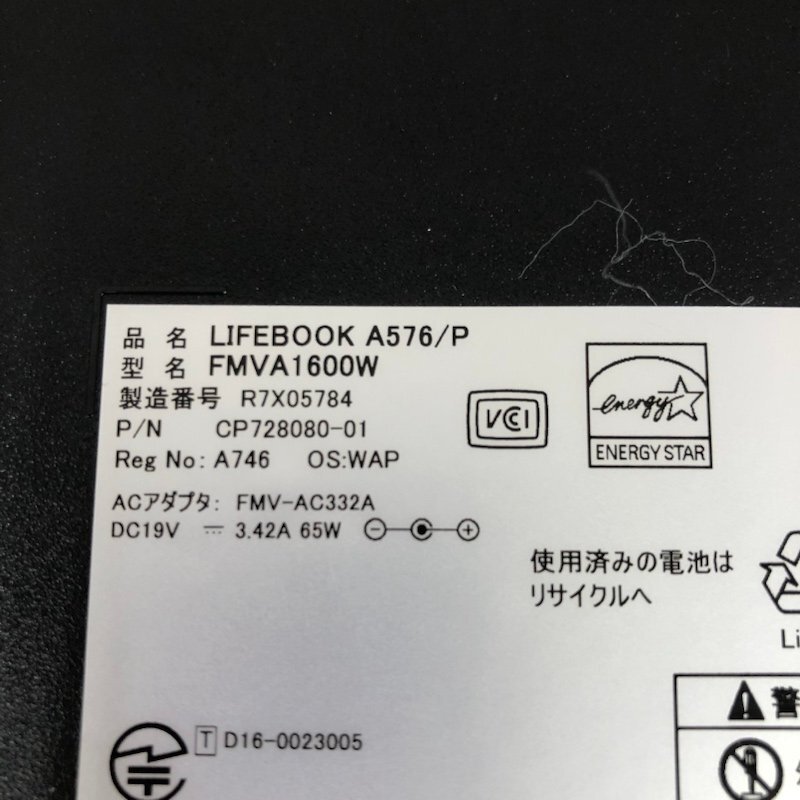 品 名 LIFEBOOK A576/P
型 名 FMVA1600W
製造番号 R7X05784
P/N CP728080-01
Reg No: A746 OS:WAP
VCCI
energy
ENERGY STAR
ACアダプタ: FMV-AC332A
DC19V 3.42A 65W
使用済みの電池は
リサイクルへ
Li
警
T D16-0023005